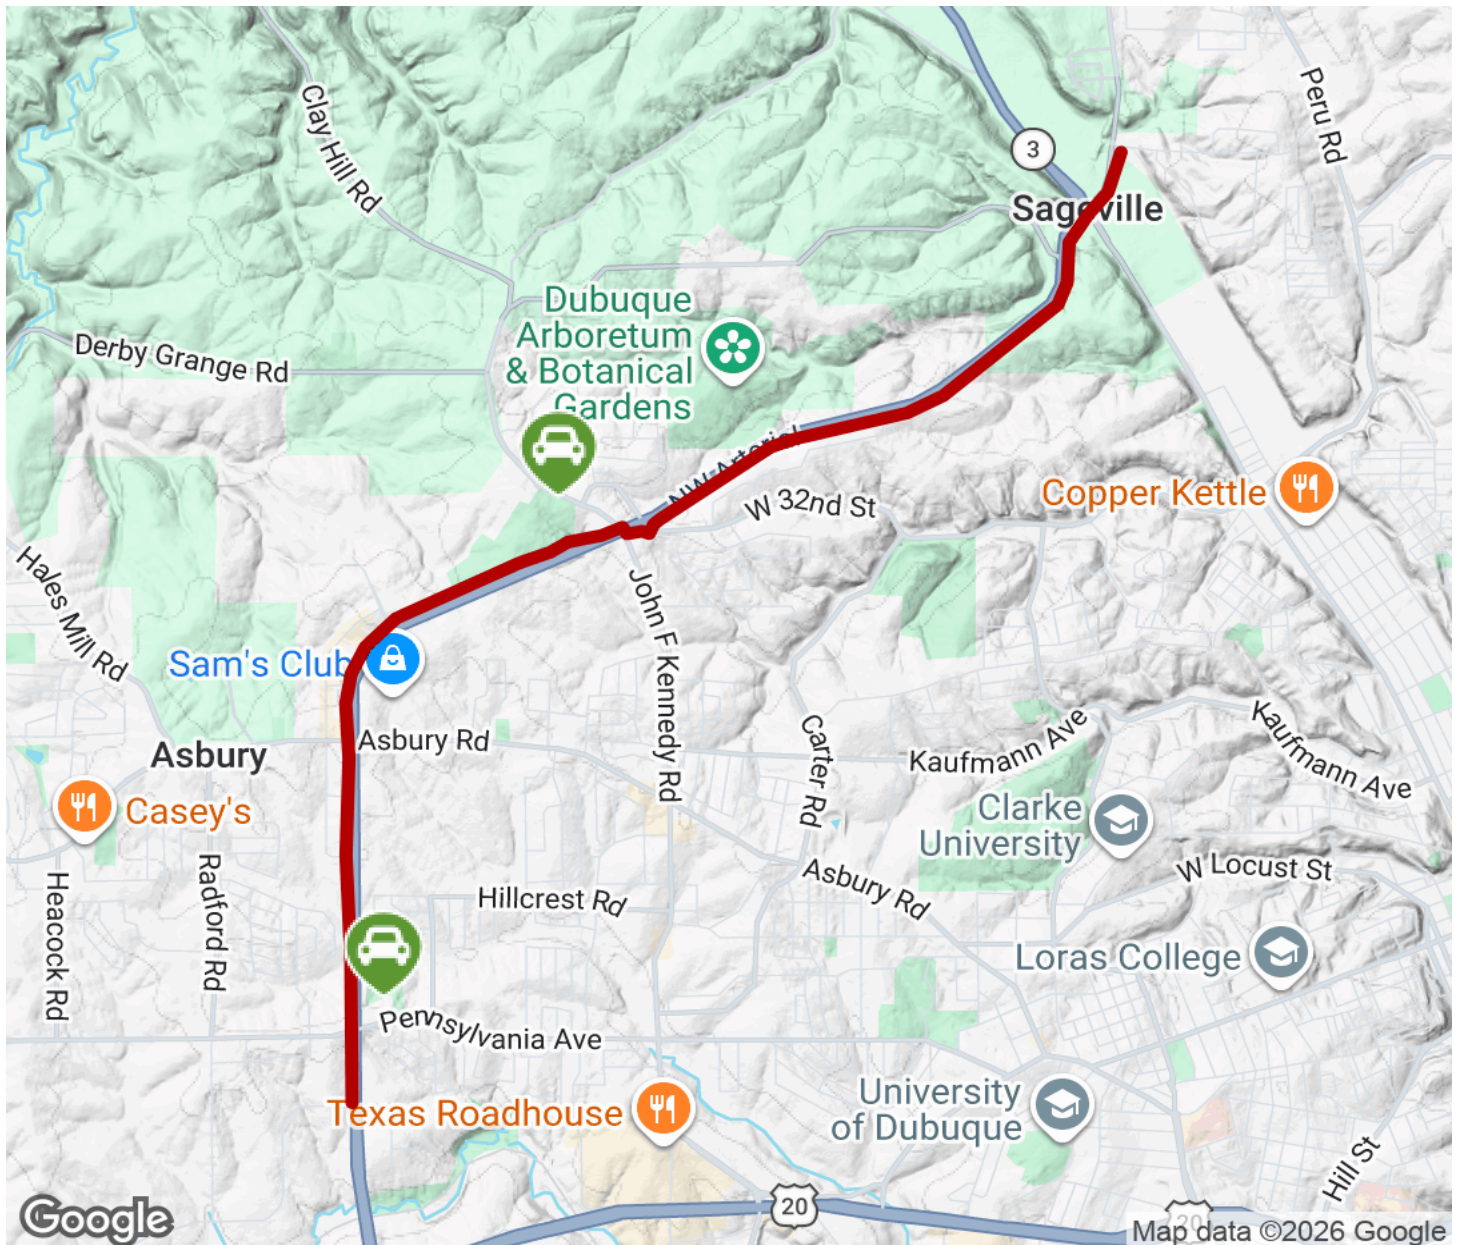 Peru Rd
Clay Hill Rd
3
Sageville
Dubuque
Arboretum
& Botanical
Gardens
Derby Grange Rd
NW Arterial
W 32nd St
Copper Kettle
Hales Mill Rd
John F Kennedy Rd
Sam's Club
Asbury Rd
Asbury
Carter Rd
Kaufmann Ave
Kaufmann Ave
Casey's
Clarke
University
Heacock Rd
Radford Rd
Hillcrest Rd
Asbury Rd
W Locust St
Loras College
Pennsylvania Ave
Texas Roadhouse
University
of Dubuque
Hill St
20
20
Google
Map data ©2026 Google